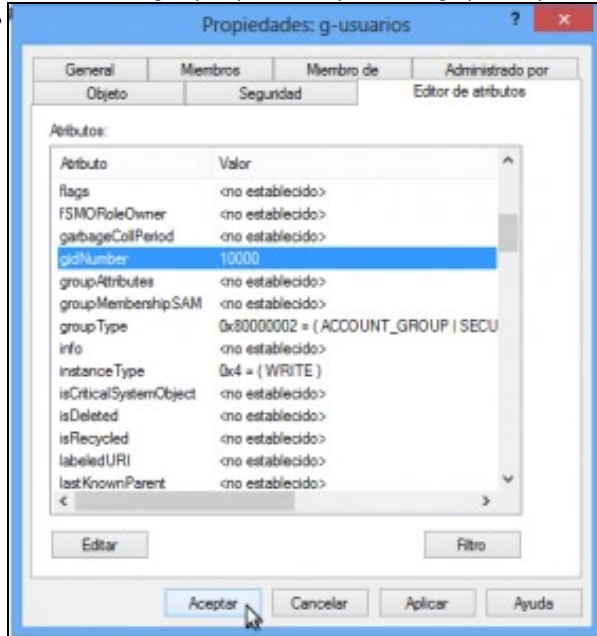 Propiedades: g-usuarios ?
General Miembros Miembro de Administrado por
Objeto Seguridad Editor de atributos
Atributos:
Atributo Valor
flags <no establecido>
fSMORoleOwner <no establecido>
garbageCollPeriod <no establecido>
gidNumber 10000
groupAttributes <no establecido>
groupMembershipSAM <no establecido>
groupType 0x80000002 = ( ACCOUNT_GROUP | SECU
info <no establecido>
instanceType 0x4 = ( WRITE )
isCriticalSystemObject <no establecido>
isDeleted <no establecido>
isRecycled <no establecido>
labeledURI <no establecido>
lastKnownParent <no establecido>
Editar Filtro
Aceptar Cancelar Aplicar Ayuda